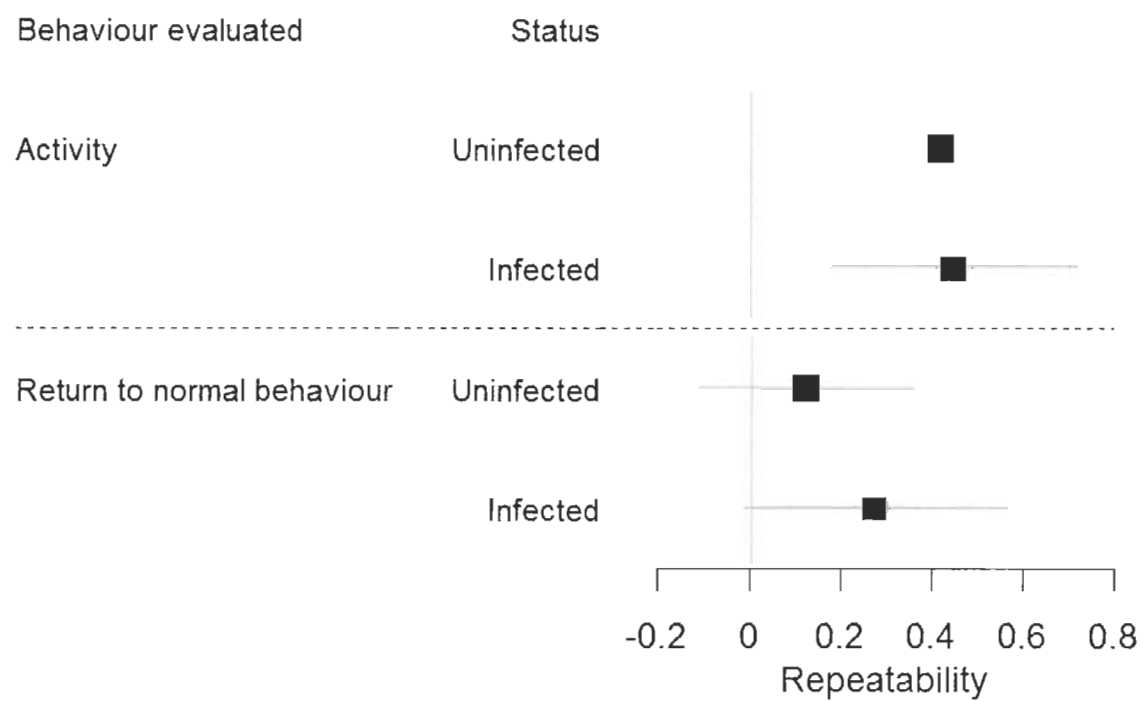 Behaviour evaluated Status
Activity Uninfected
Infected
Return to normal behaviour Uninfected
Infected
-0.2 0 0.2 0.4 0.6 0.8
Repeatability